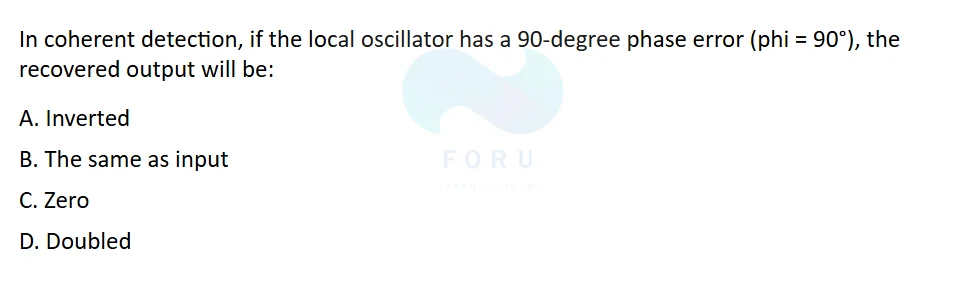 In coherent detection, if the local oscillator has a 90-degree phase error (phi = 90°), the
recovered output will be:
A. Inverted
B. The same as input
FORU
C. Zero
D. Doubled